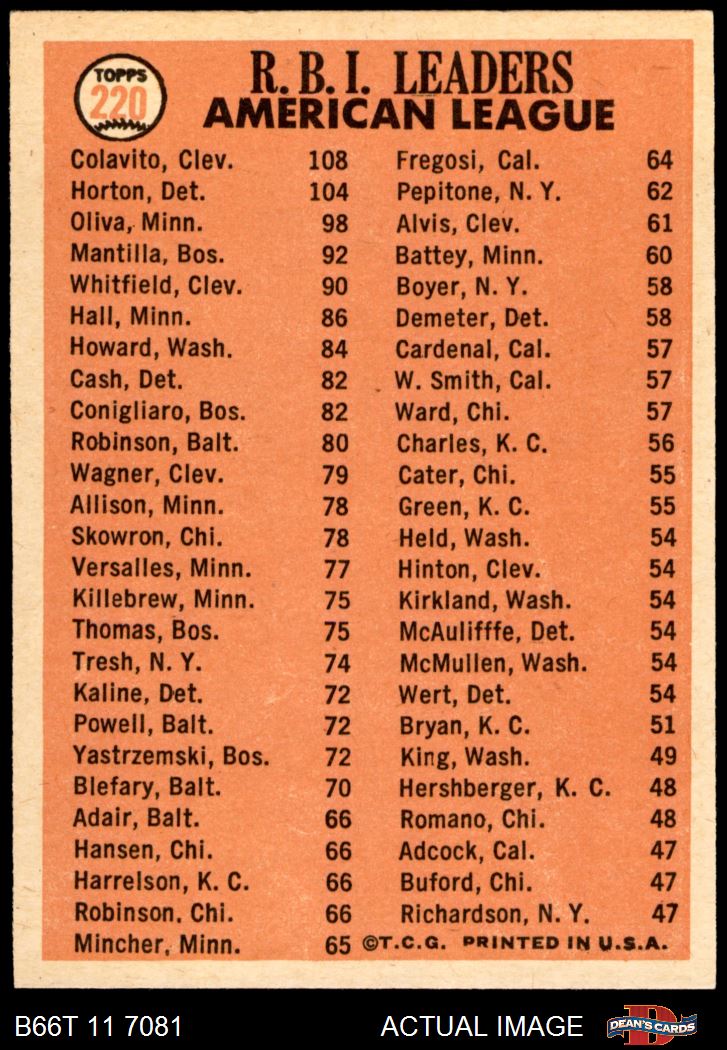 TOPPS
220
R. B. I. LEADERS
AMERICAN LEAGUE
Colavito, Clev. 108
Horton, Det. 104
Oliva, Minn. 98
Mantilla, Bos. 92
Whitfield, Clev. 90
Hall, Minn. 86
Howard, Wash. 84
Cash, Det. 82
Conigliaro, Bos. 82
Robinson, Balt. 80
Wagner, Clev. 79
Allison, Minn. 78
Skowron, Chi. 78
Versalles, Minn. 77
Killebrew, Minn. 75
Thomas, Bos. 75
Tresh, N. Y. 74
Kaline, Det. 72
Powell, Balt. 72
Yastrzemski, Bos. 72
Blefary, Balt. 70
Adair, Balt. 66
Hansen, Chi. 66
Harrelson, K. C. 66
Robinson, Chi. 66
Mincher, Minn. 65
Fregosi, Cal. 64
Pepitone, N. Y. 62
Alvis, Clev. 61
Battey, Minn. 60
Boyer, N. Y. 58
Demeter, Det. 58
Cardenal, Cal. 57
W. Smith, Cal. 57
Ward, Chi. 57
Charles, K. C. 56
Cater, Chi. 55
Green, K. C. 55
Held, Wash. 54
Hinton, Clev. 54
Kirkland, Wash. 54
McAulifffe, Det. 54
McMullen, Wash. 54
Wert, Det. 54
Bryan, K. C. 51
King, Wash. 49
Hershberger, K. C. 48
Romano, Chi. 48
Adcock, Cal. 47
Buford, Chi. 47
Richardson, N. Y. 47
©T.C.G. PRINTED IN U.S.A.
B66T 11 7081
ACTUAL IMAGE
DEAN'S CARDS